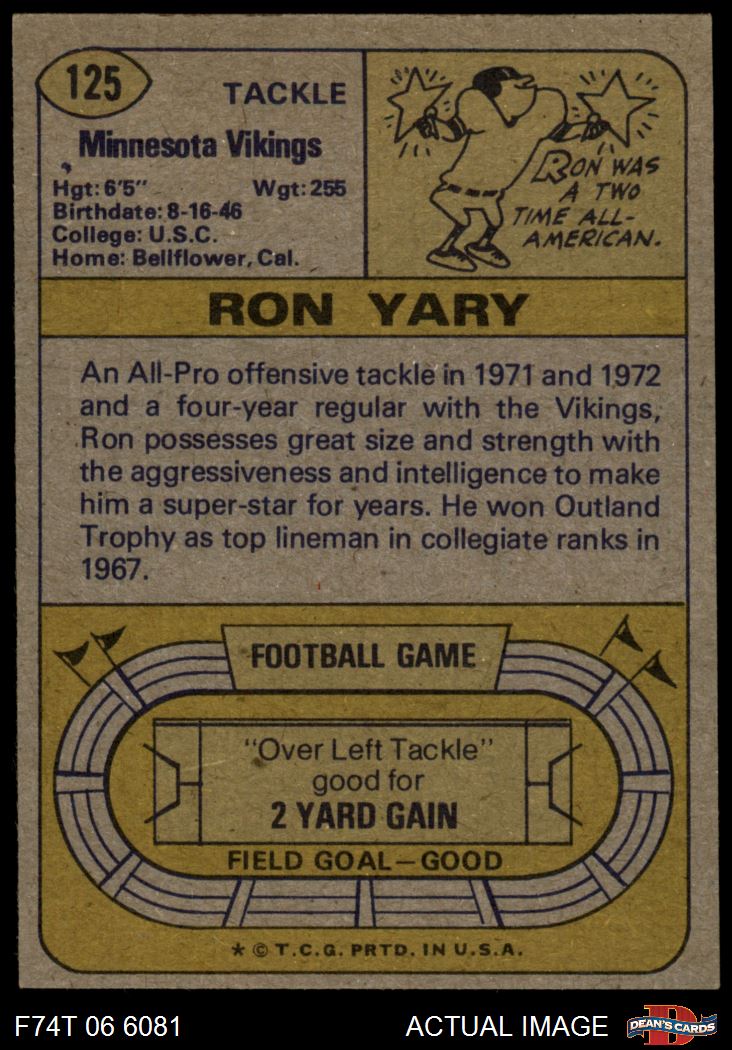 125
TACKLE
Minnesota Vikings
Hgt: 6'5" Wgt: 255
Birthdate: 8-16-46
College: U.S.C.
Home: Bellflower, Cal.
RON WAS
A TWO
TIME ALL-
AMERICAN.
RON YARY
An All-Pro offensive tackle in 1971 and 1972
and a four-year regular with the Vikings,
Ron possesses great size and strength with
the aggressiveness and intelligence to make
him a super-star for years. He won Outland
Trophy as top lineman in collegiate ranks in
1967.
FOOTBALL GAME
"Over Left Tackle"
good for
2 YARD GAIN
FIELD GOAL—GOOD
* © T.C.G. PRTD. IN U.S.A.
F74T 06 6081 ACTUAL IMAGE
D
DEAN'S CARDS